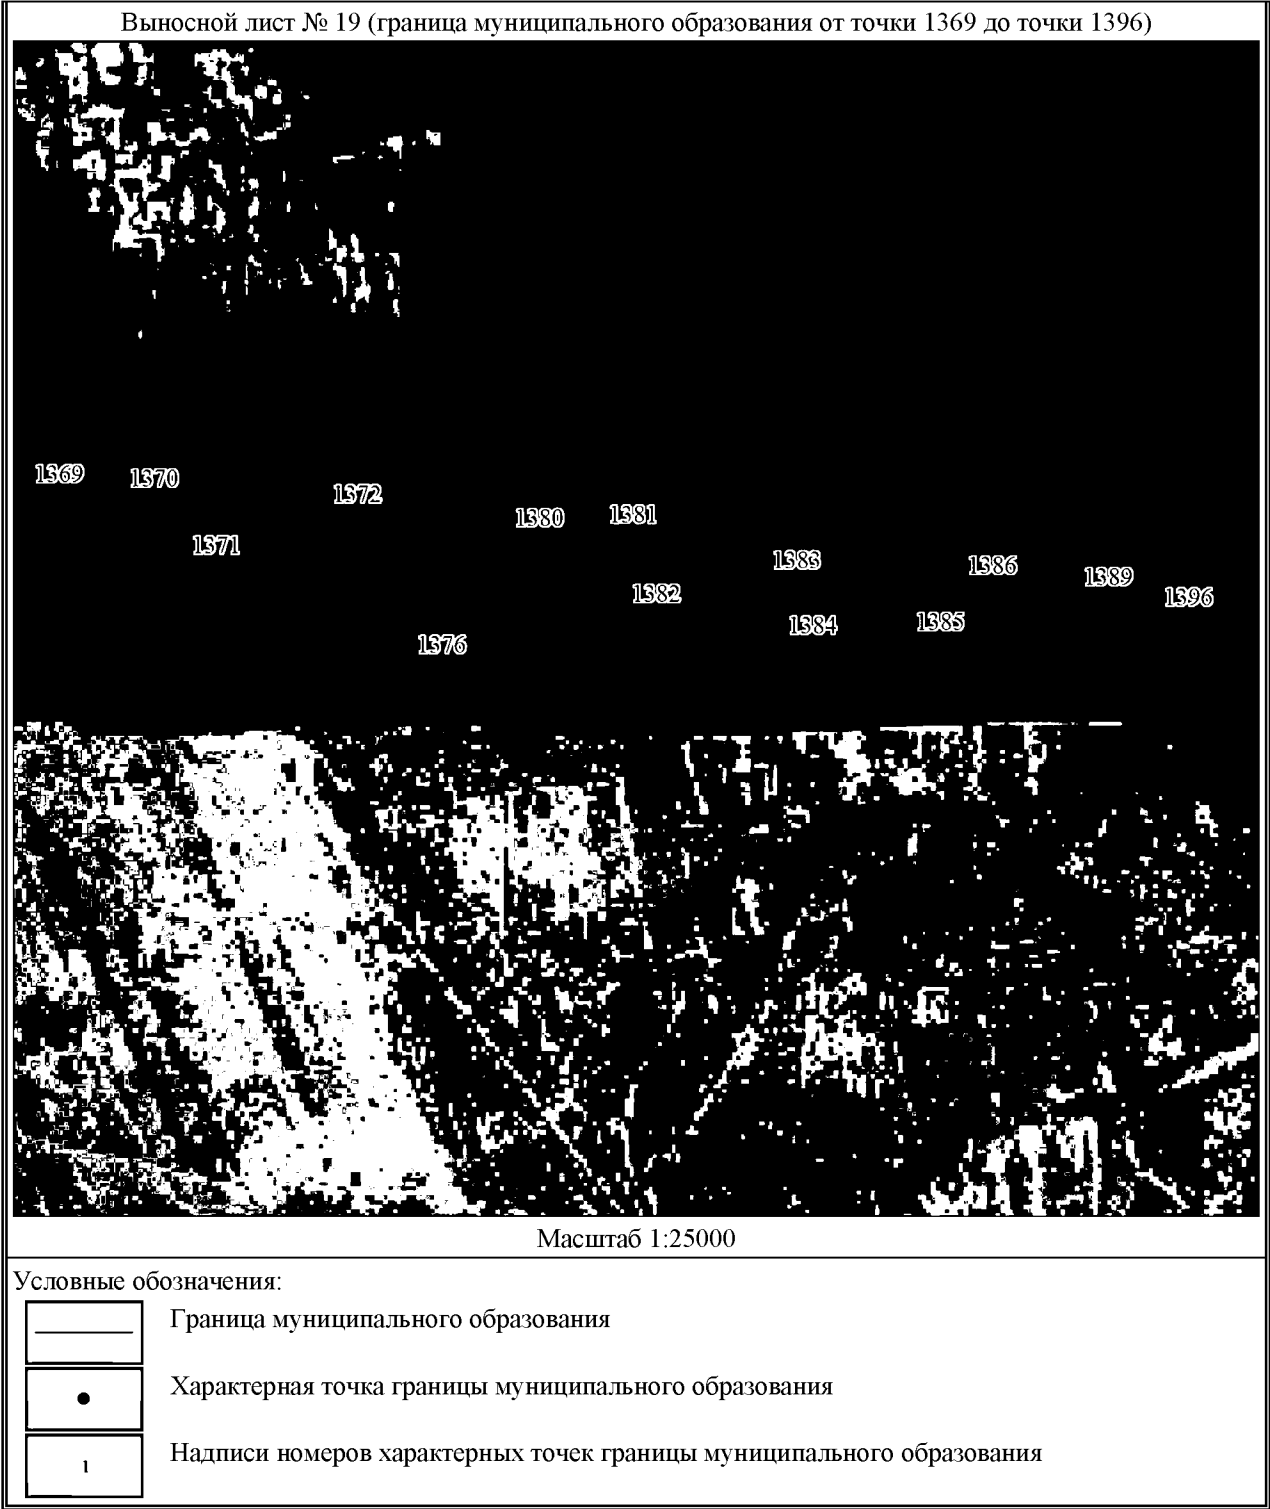 Выносной лист № 19 (граница муниципального образования от точки 1369 до точки 1396)
1369
1370
1372
1380
1381
1371
1383
1386
1389
1382
1396
1384
1385
1376
Масштаб 1:25000
Условные обозначения:
Граница муниципального образования
Характерная точка границы муниципального образования
1
Надписи номеров характерных точек границы муниципального образования